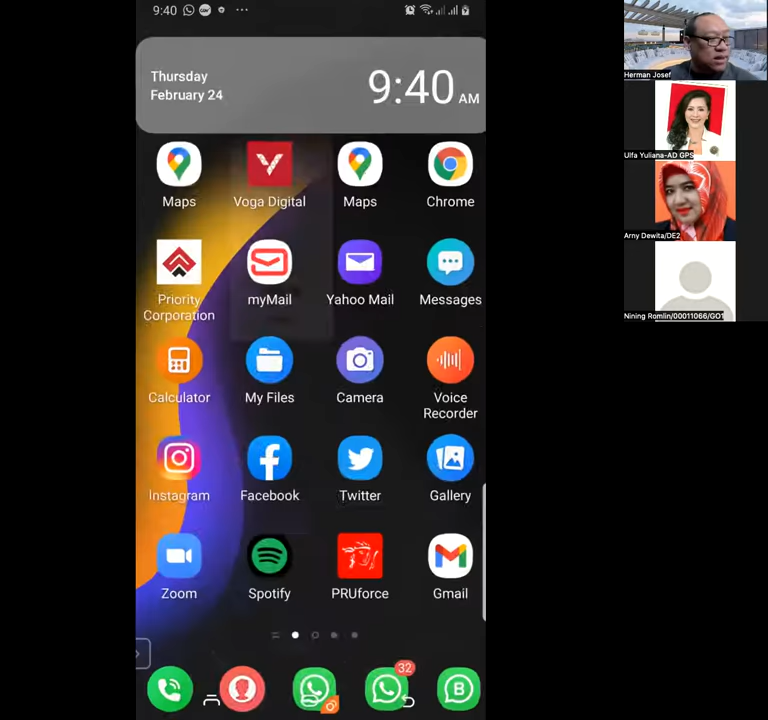 9:40
Thursday
February 24
9:40 AM
Maps
Voga Digital
Maps
Chrome
Priority
Corporation
myMail
Yahoo Mail
Messages
Calculator
My Files
Camera
Voice
Recorder
Instagram
Facebook
Twitter
Gallery
Zoom
Spotify
PRUforce
Gmail
32
B
Herman Josef
Ulfa Yuliana-AD GPS
Arny Dewita/DE2
Nining Romlin/00011066/GO1